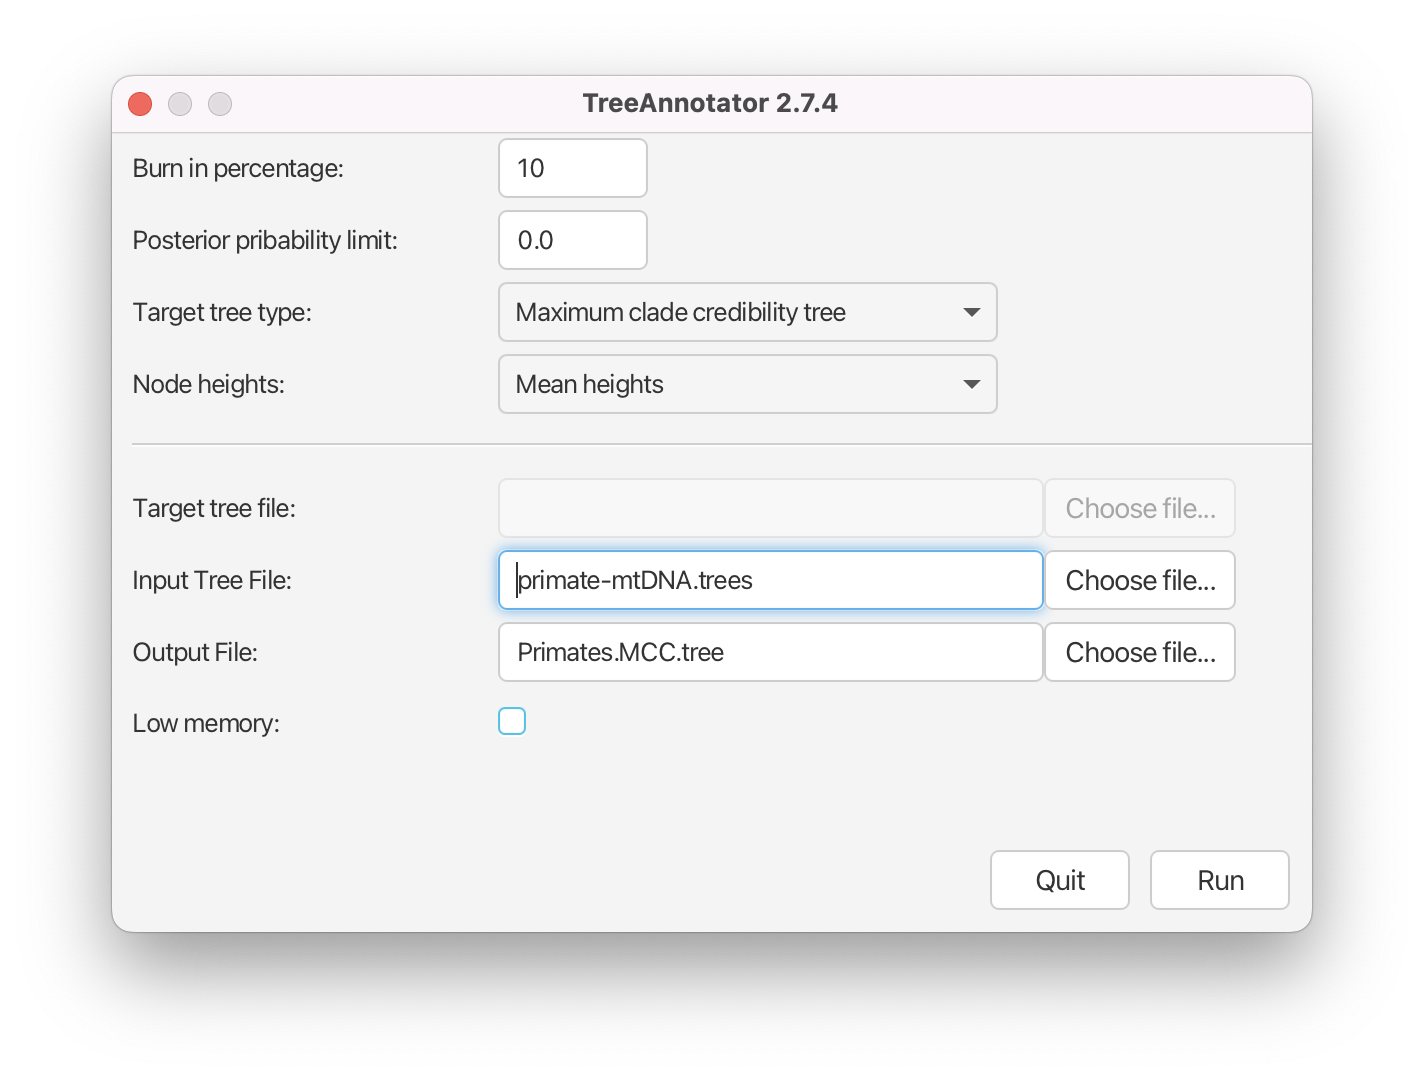 TreeAnnotator 2.7.4
Burn in percentage: 10
Posterior pribability limit: 0.0
Target tree type: Maximum clade credibility tree
Node heights: Mean heights
Target tree file: Choose file...
Input Tree File: primate-mtDNA.trees Choose file...
Output File: Primates.MCC.tree Choose file...
Low memory:
Quit Run